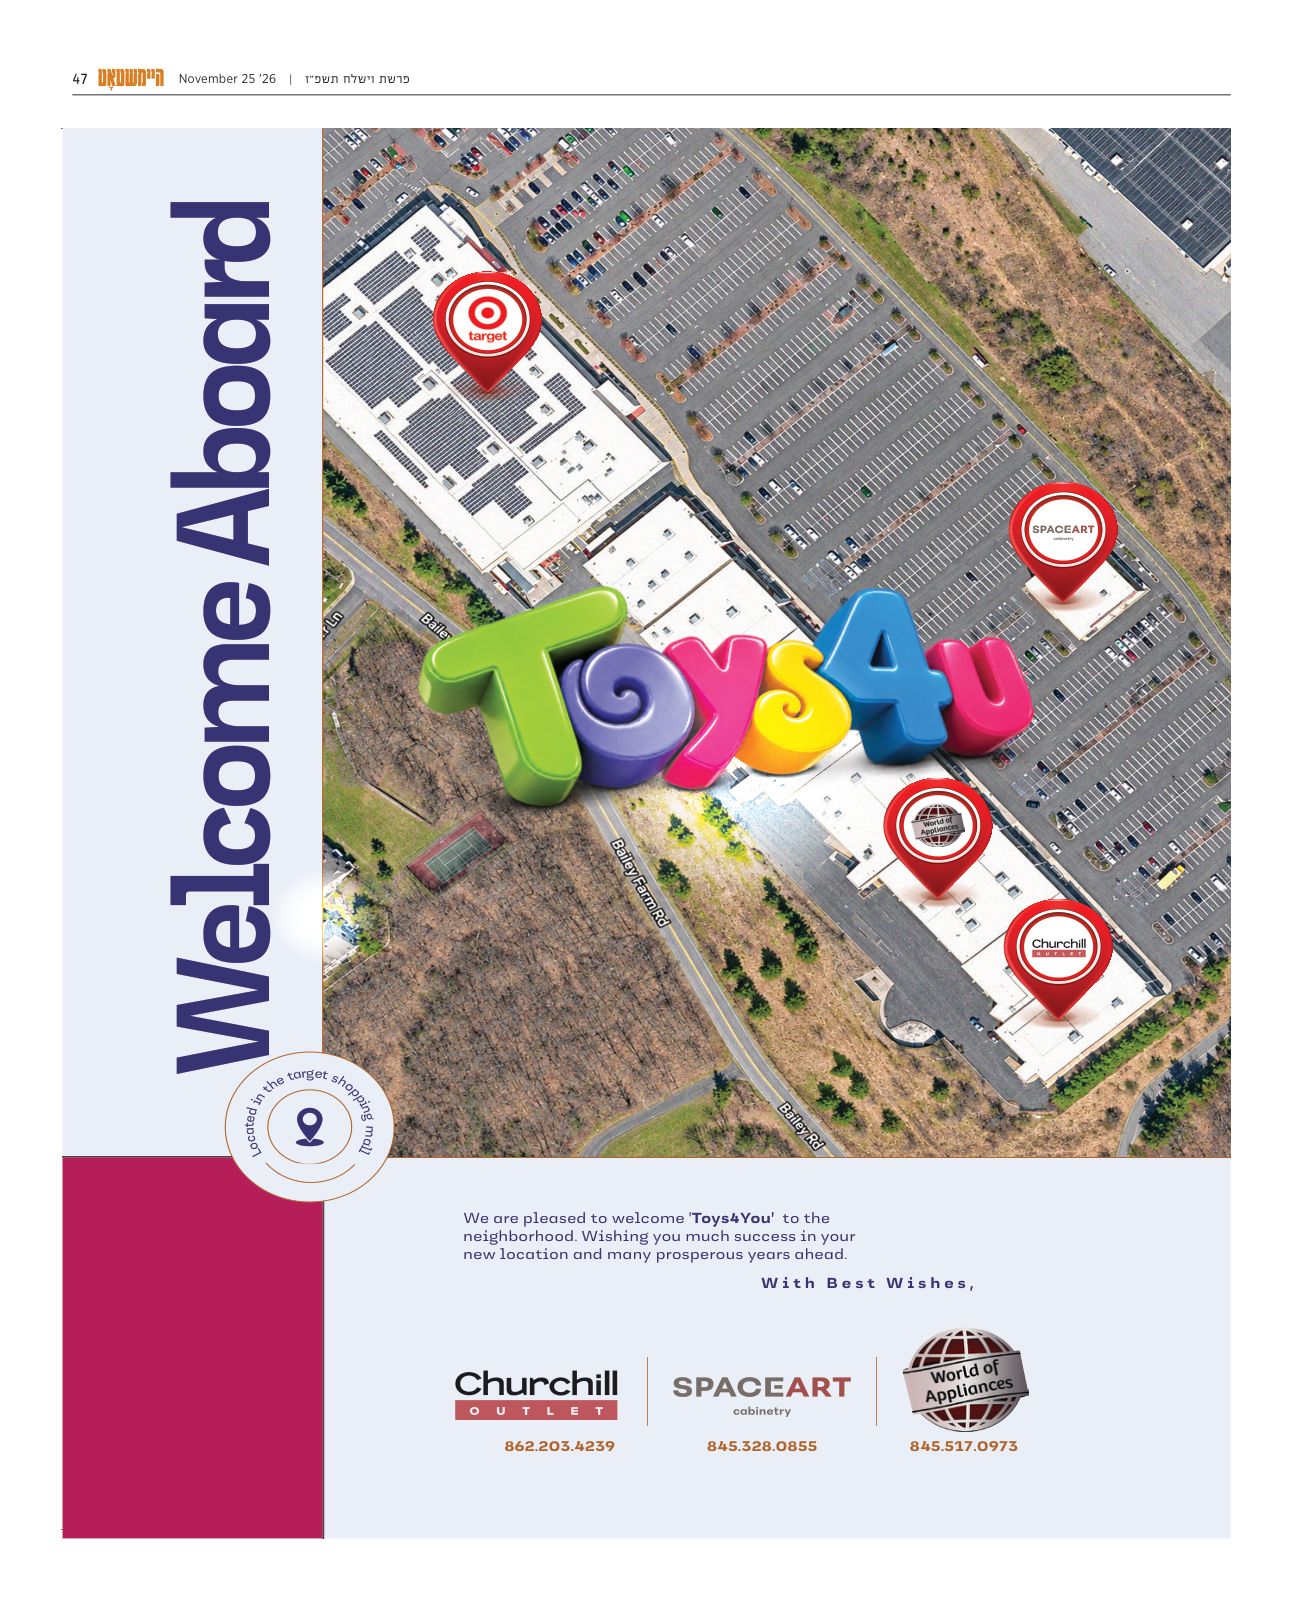 47 היימשטאָט November 25 '26 | פרשת וישלח תשפ״ז
Welcome Aboard
target
SPACEART
cabinetry
Bailey
r Ln
Toys4u
World of
Appliances
Bailey Farm Rd
Churchill
OUTLET
Bailey Rd
Located in the target shopping mall
We are pleased to welcome 'Toys4You' to the
neighborhood. Wishing you much success in your
new location and many prosperous years ahead.
With Best Wishes,
Churchill
OUTLET
862.203.4239
SPACEART
cabinetry
845.328.0855
World of
Appliances
845.517.0973